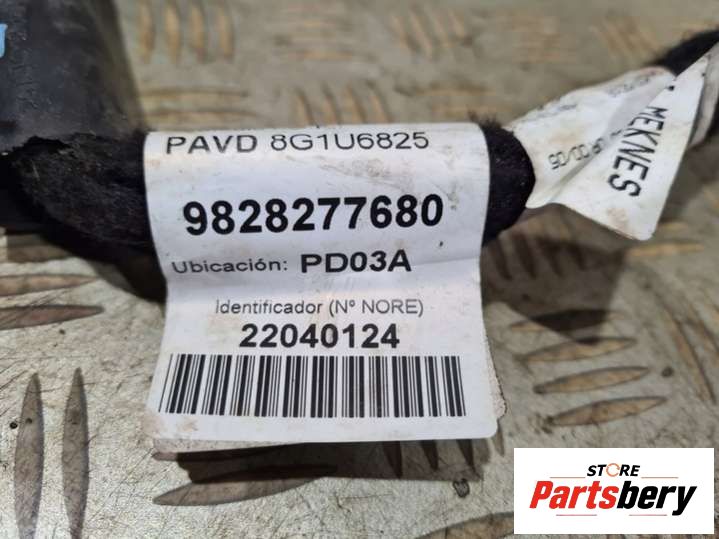 PAVD 8G1U6825
9828277680
Ubicación: PD03A
Identificador (Nº NORE)
22040124
MEKNES
STORE
Partsbery